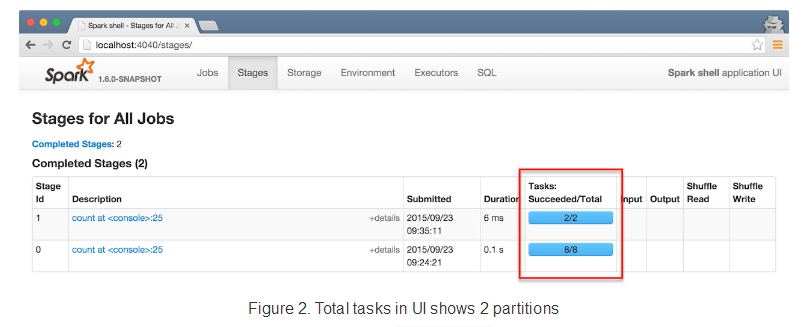 Spark shell - Stages for All J
localhost:4040/stages/
Spark 1.6.0-SNAPSHOT Jobs Stages Storage Environment Executors SQL Spark shell application UI
Stages for All Jobs
Completed Stages: 2
Completed Stages (2)
Stage Id Description Submitted Duration Tasks: Succeeded/Total Input Output Shuffle Read Shuffle Write
1 count at <console>:25 +details 2015/09/23 09:35:11 6 ms 2/2
0 count at <console>:25 +details 2015/09/23 09:24:21 0.1 s 8/8
Figure 2. Total tasks in UI shows 2 partitions